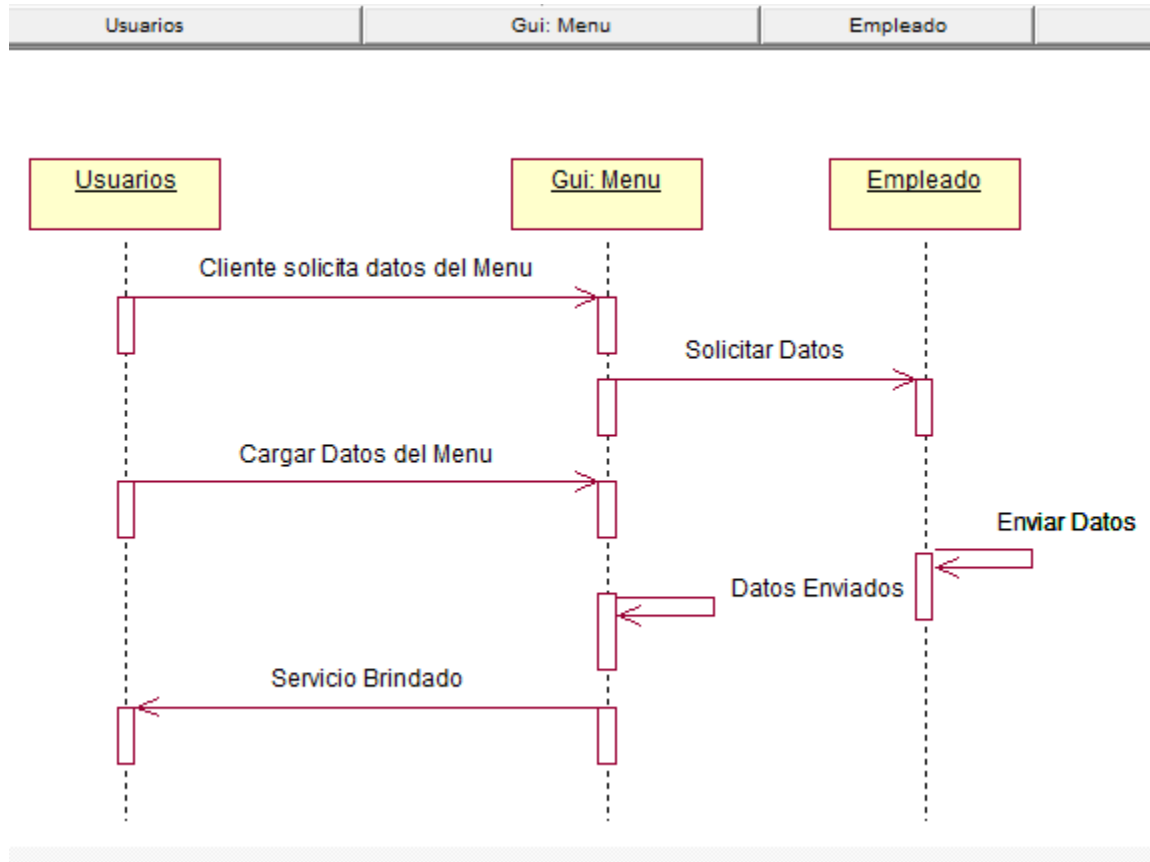 Usuarios
Gui: Menu
Empleado
Usuarios
Gui: Menu
Empleado
Cliente solicita datos del Menu
Solicitar Datos
Cargar Datos del Menu
Enviar Datos
Datos Enviados
Servicio Brindado